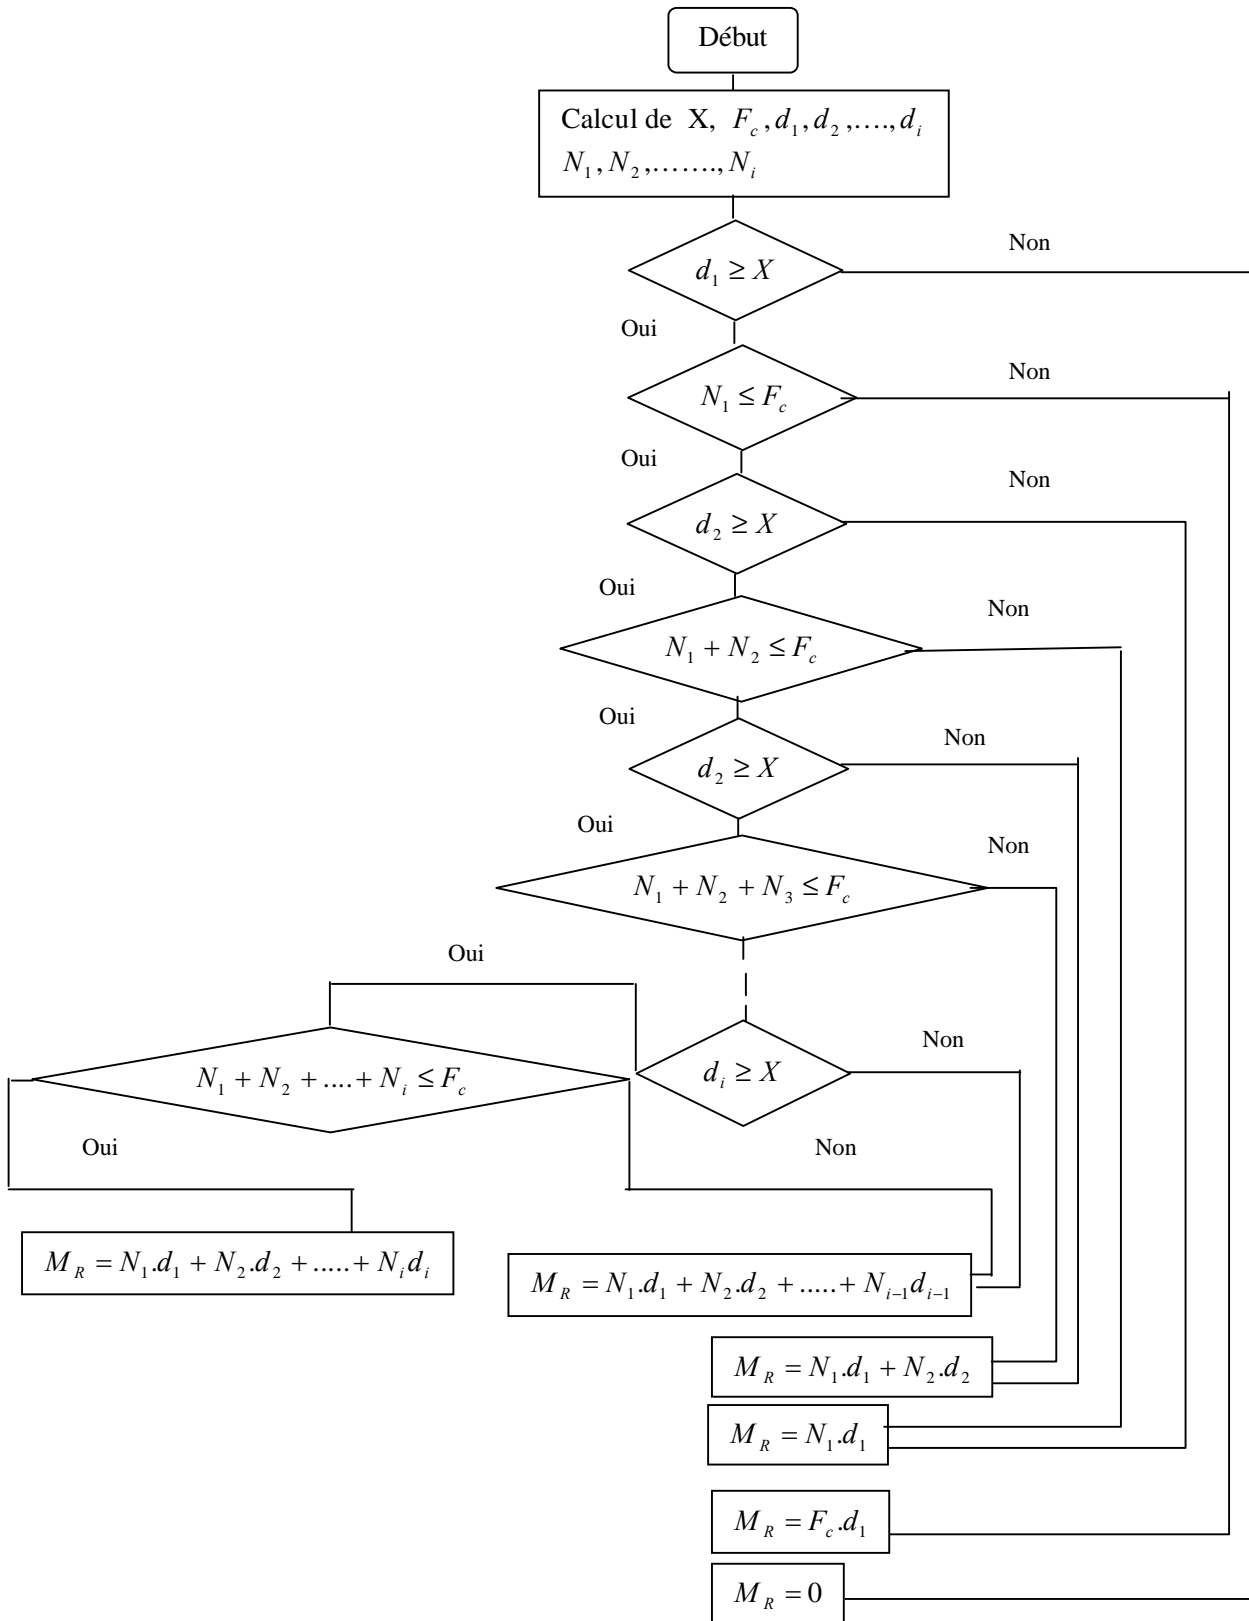 Début
Calcul de X, F_c, d_1, d_2, ...., d_i
N_1, N_2, ......., N_i
Non
d_1 ≥ X
Oui
Non
N_1 ≤ F_c
Oui
Non
d_2 ≥ X
Oui
Non
N_1 + N_2 ≤ F_c
Oui
Non
d_2 ≥ X
Oui
Non
N_1 + N_2 + N_3 ≤ F_c
Oui
Non
d_i ≥ X
N_1 + N_2 + .... + N_i ≤ F_c
Oui
Non
M_R = N_1.d_1 + N_2.d_2 + ..... + N_i d_i
M_R = N_1.d_1 + N_2.d_2 + ..... + N_{i-1} d_{i-1}
M_R = N_1.d_1 + N_2.d_2
M_R = N_1.d_1
M_R = F_c.d_1
M_R = 0